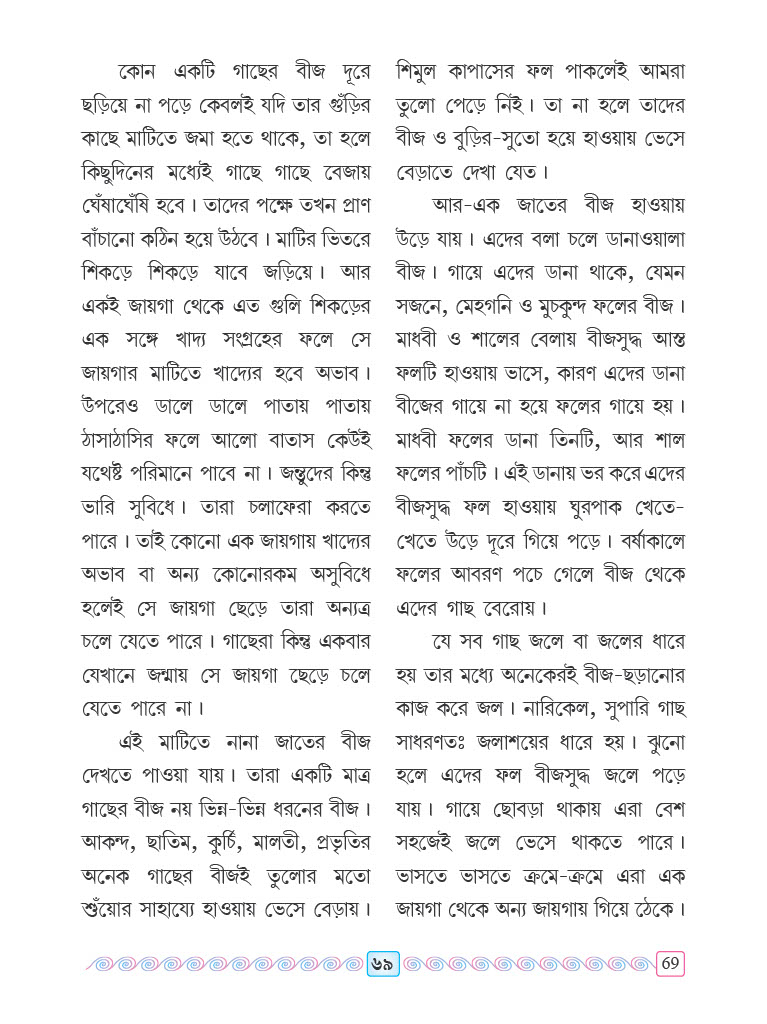 কোন একটি গাছের বীজ দূরে
ছড়িয়ে না পড়ে কেবলই যদি তার গুঁড়ির
কাছে মাটিতে জমা হতে থাকে, তা হলে
কিছুদিনের মধ্যেই গাছে গাছে বেজায়
ঘেঁষাঘেঁষি হবে। তাদের পক্ষে তখন প্রাণ
বাঁচানো কঠিন হয়ে উঠবে। মাটির ভিতরে
শিকড়ে শিকড়ে যাবে জড়িয়ে। আর
একই জায়গা থেকে এত গুলি শিকড়ের
এক সঙ্গে খাদ্য সংগ্রহের ফলে সে
জায়গার মাটিতে খাদ্যের হবে অভাব।
উপরেও ডালে ডালে পাতায় পাতায়
ঠাসাঠাসির ফলে আলো বাতাস কেউই
যথেষ্ট পরিমানে পাবে না। জন্তুদের কিন্তু
ভারি সুবিধে। তারা চলাফেরা করতে
পারে। তাই কোনো এক জায়গায় খাদ্যের
অভাব বা অন্য কোনোরকম অসুবিধে
হলেই সে জায়গা ছেড়ে তারা অন্যত্র
চলে যেতে পারে। গাছেরা কিন্তু একবার
যেখানে জন্মায় সে জায়গা ছেড়ে চলে
যেতে পারে না।
এই মাটিতে নানা জাতের বীজ
দেখতে পাওয়া যায়। তারা একটি মাত্র
গাছের বীজ নয় ভিন্ন-ভিন্ন ধরনের বীজ।
আকন্দ, ছাতিম, কুর্চি, মালতী, প্রভৃতির
অনেক গাছের বীজই তুলোর মতো
শুঁয়োর সাহায্যে হাওয়ায় ভেসে বেড়ায়।
শিমুল কাপাসের ফল পাকলেই আমরা
তুলো পেড়ে নিই। তা না হলে তাদের
বীজ ও বুড়ির-সুতো হয়ে হাওয়ায় ভেসে
বেড়াতে দেখা যেত।
আর-এক জাতের বীজ হাওয়ায়
উড়ে যায়। এদের বলা চলে ডানাওয়ালা
বীজ। গায়ে এদের ডানা থাকে, যেমন
সজনে, মেহগনি ও মুচকুন্দ ফলের বীজ।
মাধবী ও শালের বেলায় বীজসুদ্ধ আস্ত
ফলটি হাওয়ায় ভাসে, কারণ এদের ডানা
বীজের গায়ে না হয়ে ফলের গায়ে হয়।
মাধবী ফলের ডানা তিনটি, আর শাল
ফলের পাঁচটি। এই ডানায় ভর করে এদের
বীজসুদ্ধ ফল হাওয়ায় ঘুরপাক খেতে-
খেতে উড়ে দূরে গিয়ে পড়ে। বর্ষাকালে
ফলের আবরণ পচে গেলে বীজ থেকে
এদের গাছ বেরোয়।
যে সব গাছ জলে বা জলের ধারে
হয় তার মধ্যে অনেকেরই বীজ-ছড়ানোর
কাজ করে জল। নারিকেল, সুপারি গাছ
সাধরণতঃ জলাশয়ের ধারে হয়। ঝুনো
হলে এদের ফল বীজসুদ্ধ জলে পড়ে
যায়। গায়ে ছোবড়া থাকায় এরা বেশ
সহজেই জলে ভেসে থাকতে পারে।
ভাসতে ভাসতে ক্রমে-ক্রমে এরা এক
জায়গা থেকে অন্য জায়গায় গিয়ে ঠেকে।
৬৯
69